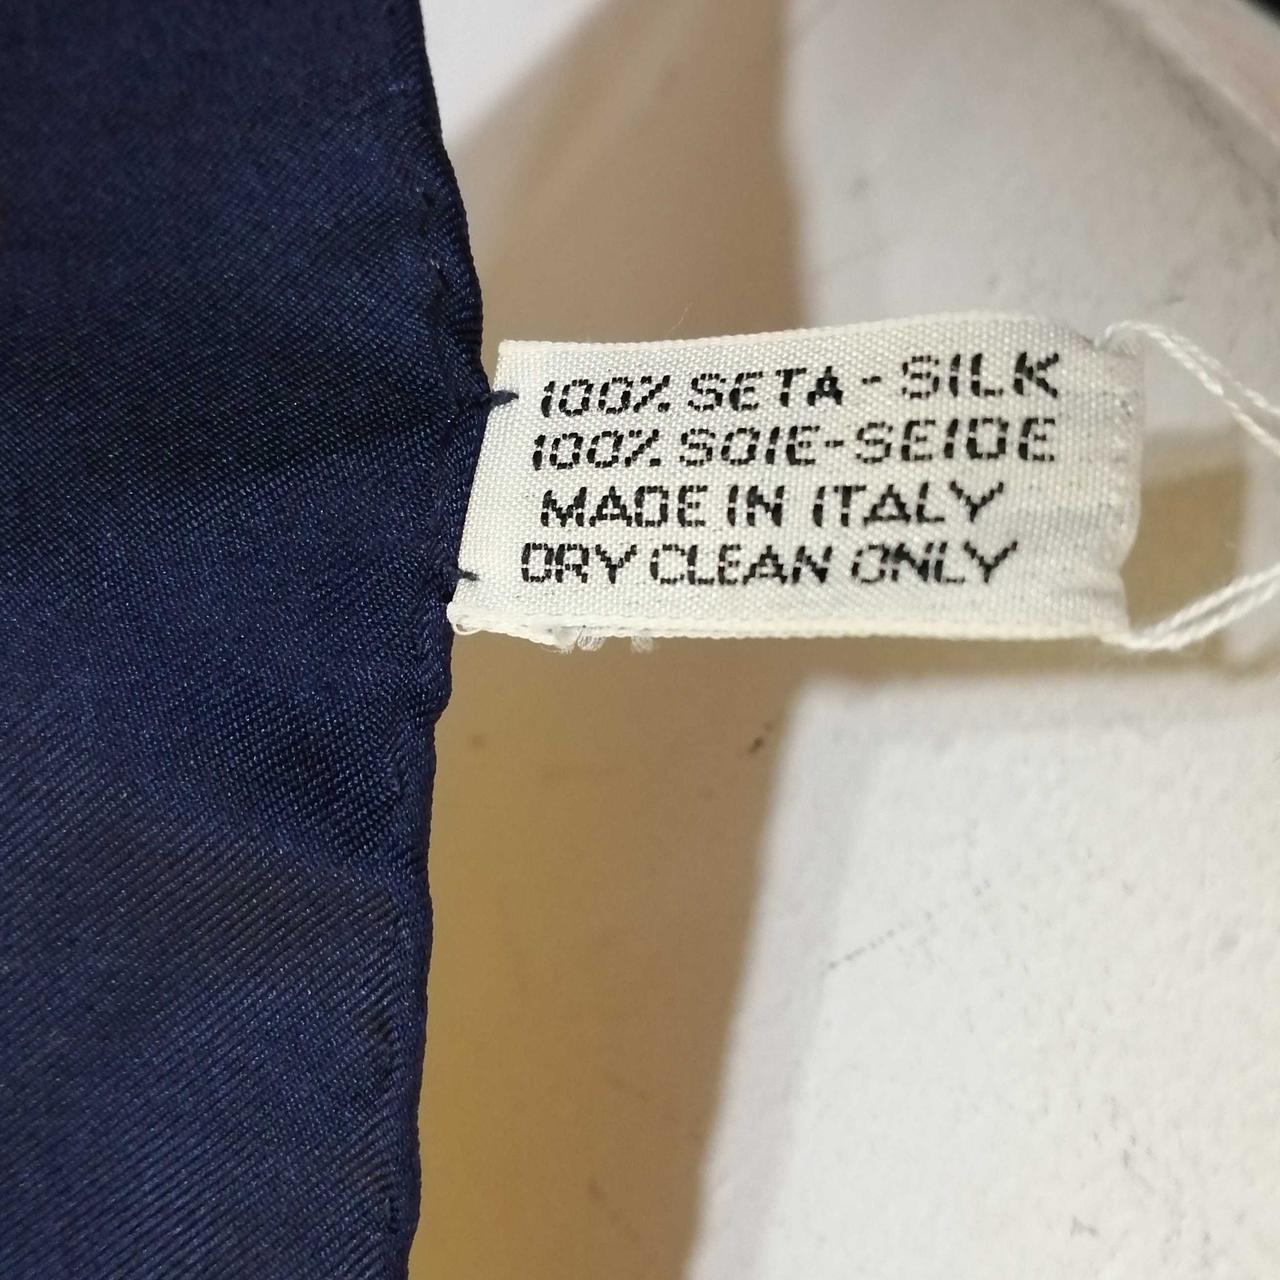 100% SETA - SILK
100% SOIE-SEIDE
MADE IN ITALY
DRY CLEAN ONLY